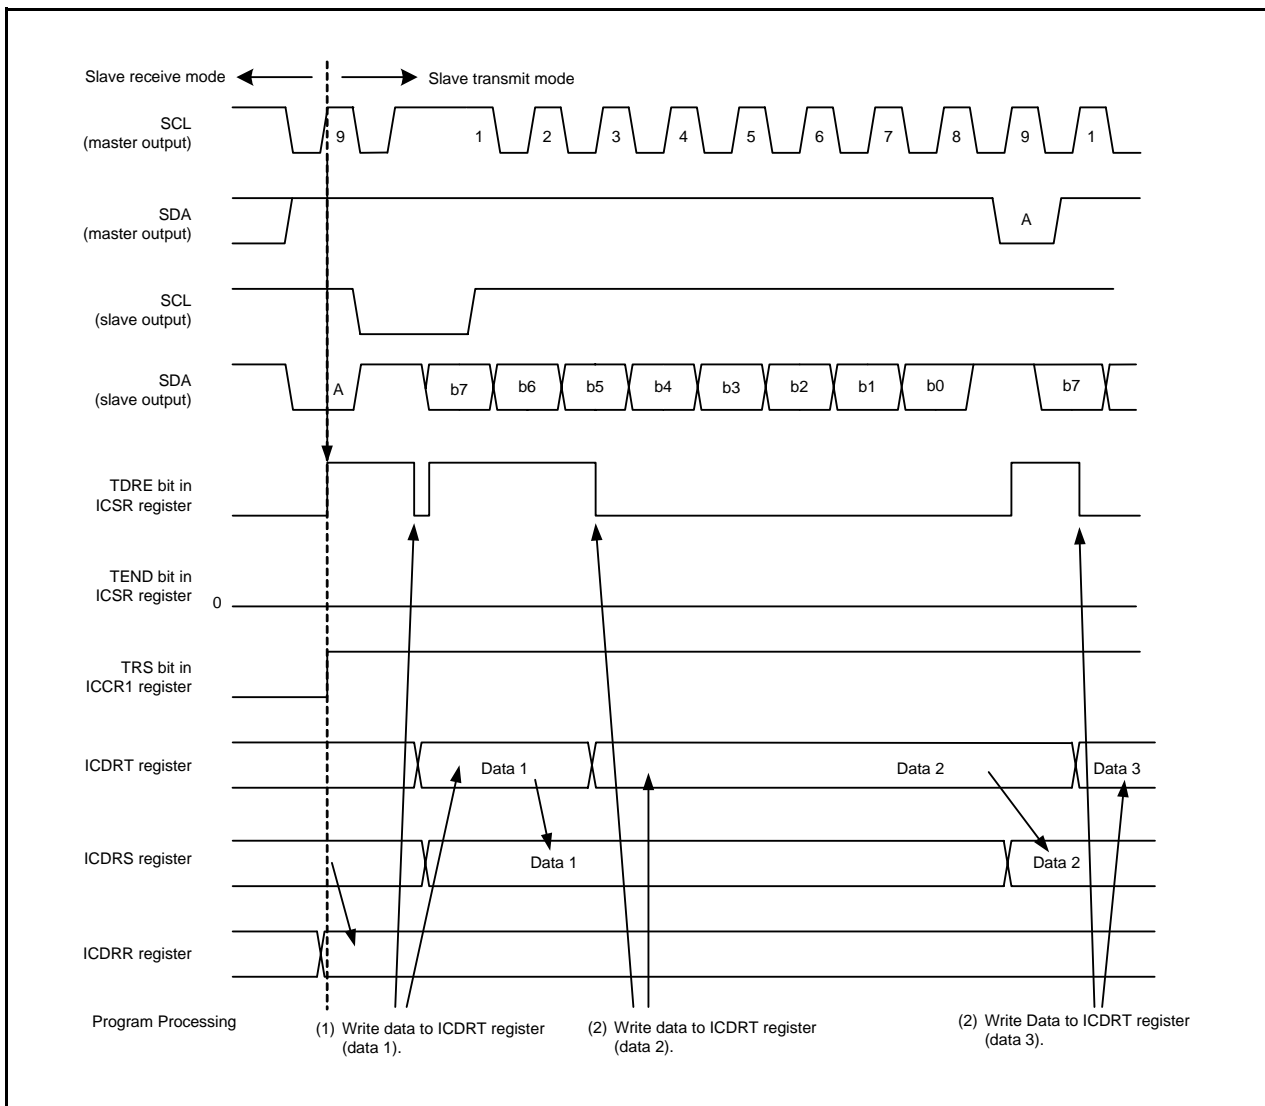 Slave receive mode
Slave transmit mode
SCL
(master output)
9 1 2 3 4 5 6 7 8 9 1
SDA
(master output)
A
SCL
(slave output)
SDA
(slave output)
A b7 b6 b5 b4 b3 b2 b1 b0 b7
TDRE bit in
ICSR register
TEND bit in
ICSR register
0
TRS bit in
ICCR1 register
ICDRT register
Data 1 Data 2 Data 3
ICDRS register
Data 1 Data 2
ICDRR register
Program Processing
(1) Write data to ICDRT register
(data 1).
(2) Write data to ICDRT register
(data 2).
(2) Write Data to ICDRT register
(data 3).